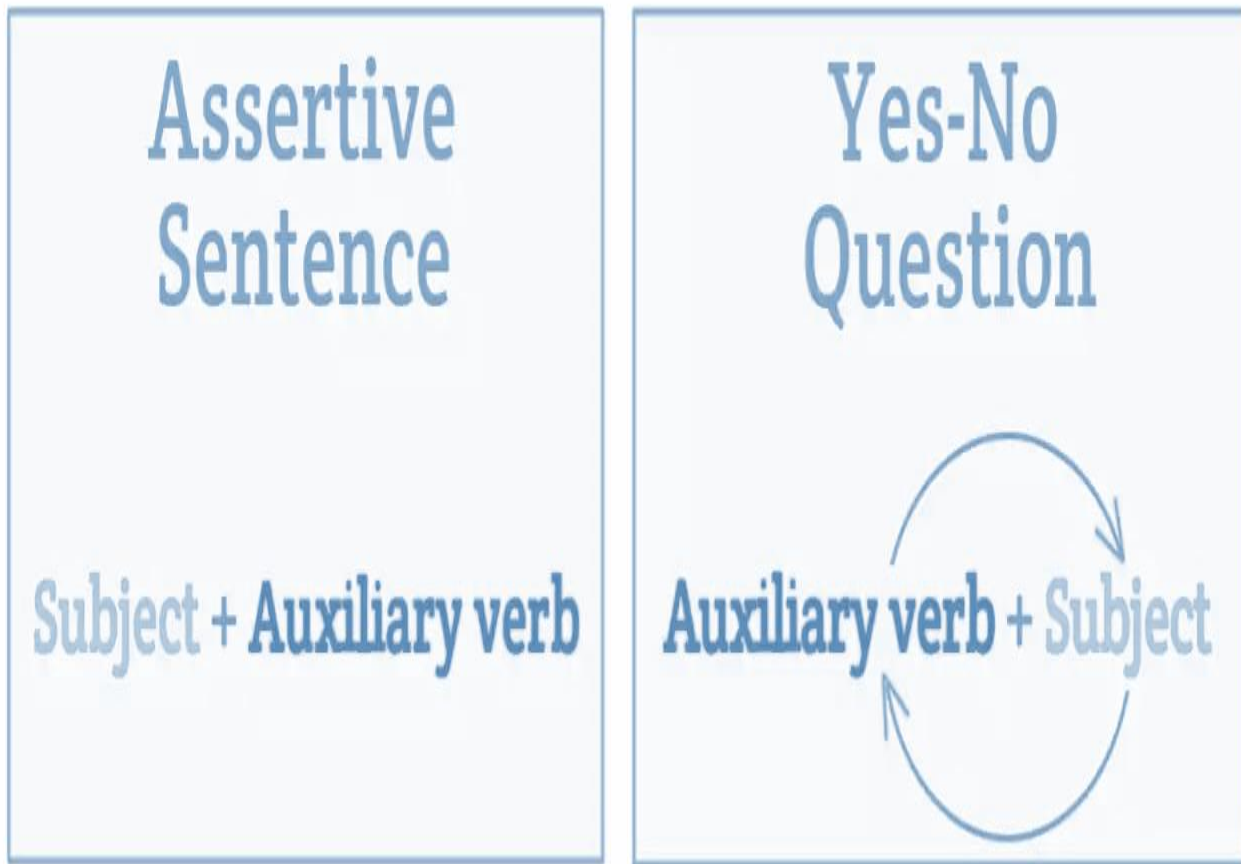 Assertive
Sentence
Subject + Auxiliary verb
Yes-No
Question
Auxiliary verb + Subject